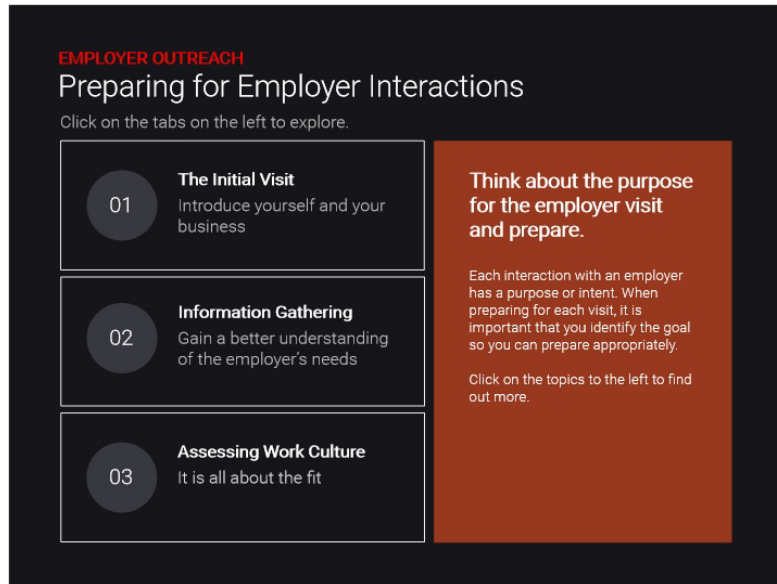 EMPLOYER OUTREACH
Preparing for Employer Interactions
Click on the tabs on the left to explore.
01
The Initial Visit
Introduce yourself and your
business
02
Information Gathering
Gain a better understanding
of the employer's needs
03
Assessing Work Culture
It is all about the fit
Think about the purpose
for the employer visit
and prepare.
Each interaction with an employer
has a purpose or intent. When
preparing for each visit, it is
important that you identify the goal
so you can prepare appropriately.
Click on the topics to the left to find
out more.